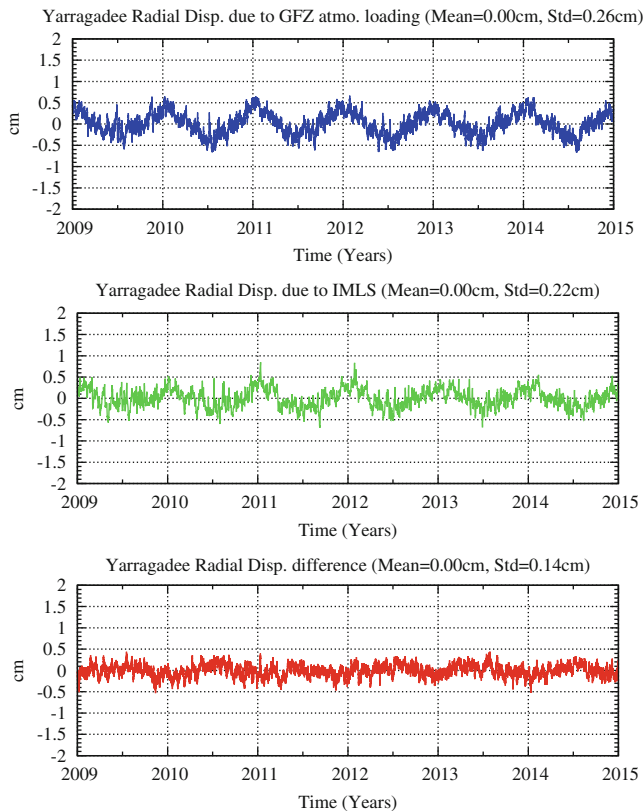 Yarragadee Radial Disp. due to GFZ atmo. loading (Mean=0.00cm, Std=0.26cm)
2
1.5
1
0.5
0
-0.5
-1
-1.5
-2
cm
2009 2010 2011 2012 2013 2014 2015
Time (Years)
Yarragadee Radial Disp. due to IMLS (Mean=0.00cm, Std=0.22cm)
2
1.5
1
0.5
0
-0.5
-1
-1.5
-2
cm
2009 2010 2011 2012 2013 2014 2015
Time (Years)
Yarragadee Radial Disp. difference (Mean=0.00cm, Std=0.14cm)
2
1.5
1
0.5
0
-0.5
-1
-1.5
-2
cm
2009 2010 2011 2012 2013 2014 2015
Time (Years)